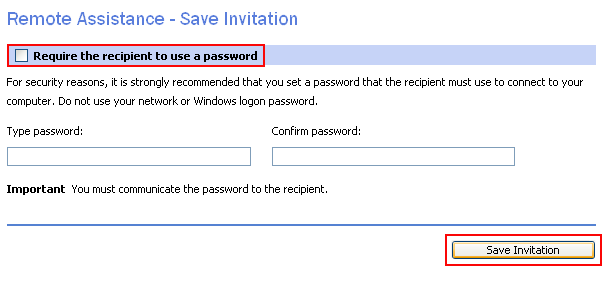 Remote Assistance - Save Invitation
Require the recipient to use a password
For security reasons, it is strongly recommended that you set a password that the recipient must use to connect to your
computer. Do not use your network or Windows logon password.
Type password: Confirm password:
Important You must communicate the password to the recipient.
Save Invitation